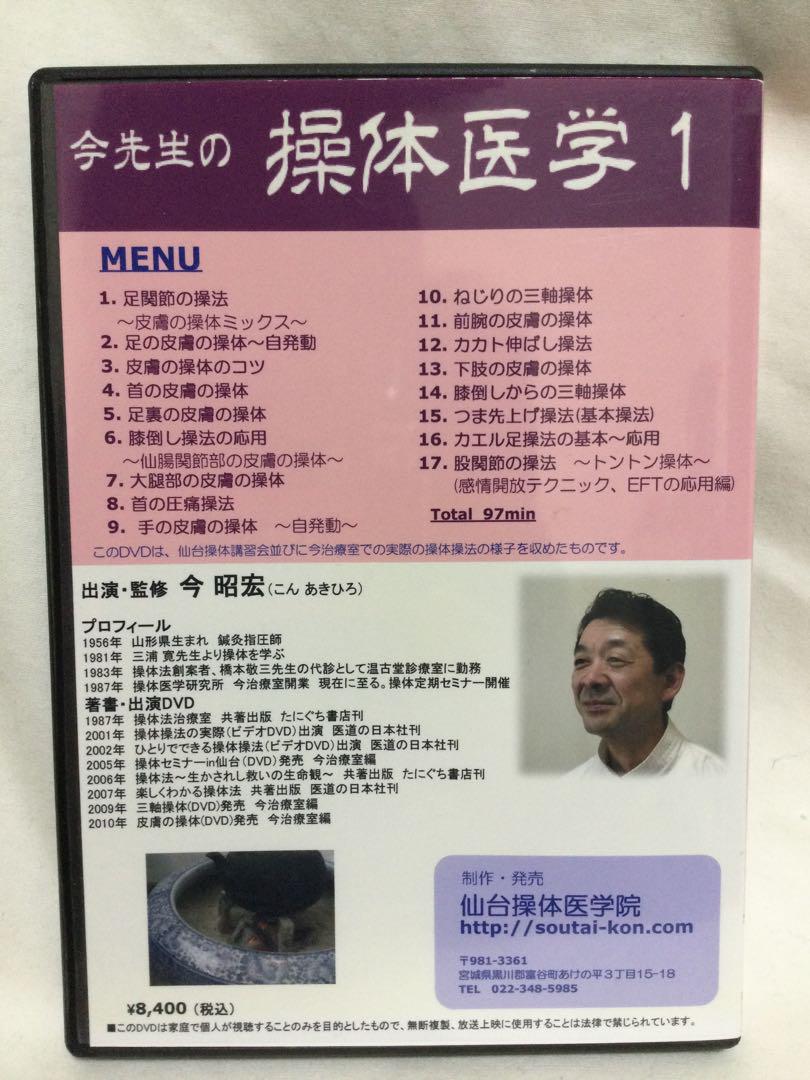 今先生の 操体医学 1
MENU
1. 足関節の操法
～皮膚の操体ミックス～
2. 足の皮膚の操体～自発動
3. 皮膚の操体のコツ
4. 首の皮膚の操体
5. 足裏の皮膚の操体
6. 膝倒し操法の応用
～仙腸関節部の皮膚の操体～
7. 大腿部の皮膚の操体
8. 首の圧痛操法
9. 手の皮膚の操体 ～自発動～
10. ねじりの三軸操体
11. 前腕の皮膚の操体
12. カカト伸ばし操法
13. 下肢の皮膚の操体
14. 膝倒しからの三軸操体
15. つま先上げ操法(基本操法)
16. カエル足操法の基本～応用
17. 股関節の操法 ～トントン操体～
(感情開放テクニック、EFTの応用編)
Total 97min
このDVDは、仙台操体講習会並びに今治療室での実際の操体操法の様子を収めたものです。
出演・監修 今 昭宏(こん あきひろ)
プロフィール
1956年 山形県生まれ 鍼灸指圧師
1981年 三浦 寛先生より操体を学ぶ
1983年 操体法創案者、橋本敬三先生の代診として温古堂診療室に勤務
1987年 操体医学研究所 今治療室開業 現在に至る。操体定期セミナー開催
著書・出演DVD
1987年 操体法治療室 共著出版 たにぐち書店刊
2001年 操体操法の実際(ビデオDVD)出演 医道の日本社刊
2002年 ひとりでできる操体操法(ビデオDVD)出演 医道の日本社刊
2005年 操体セミナーin仙台(DVD)発売 今治療室編
2006年 操体法～生かされし救いの生命観～ 共著出版 たにぐち書店刊
2007年 楽しくわかる操体法 共著出版 医道の日本社刊
2009年 三軸操体(DVD)発売 今治療室編
2010年 皮膚の操体(DVD)発売 今治療室編
制作・発売
仙台操体医学院
http://soutai-kon.com
〒981-3361
宮城県黒川郡富谷町あけの平3丁目15-18
TEL 022-348-5985
¥8,400(税込)
■このDVDは家庭で個人が視聴することのみを目的としたもので、無断複製、放送上映に使用することは法律で禁じられています。